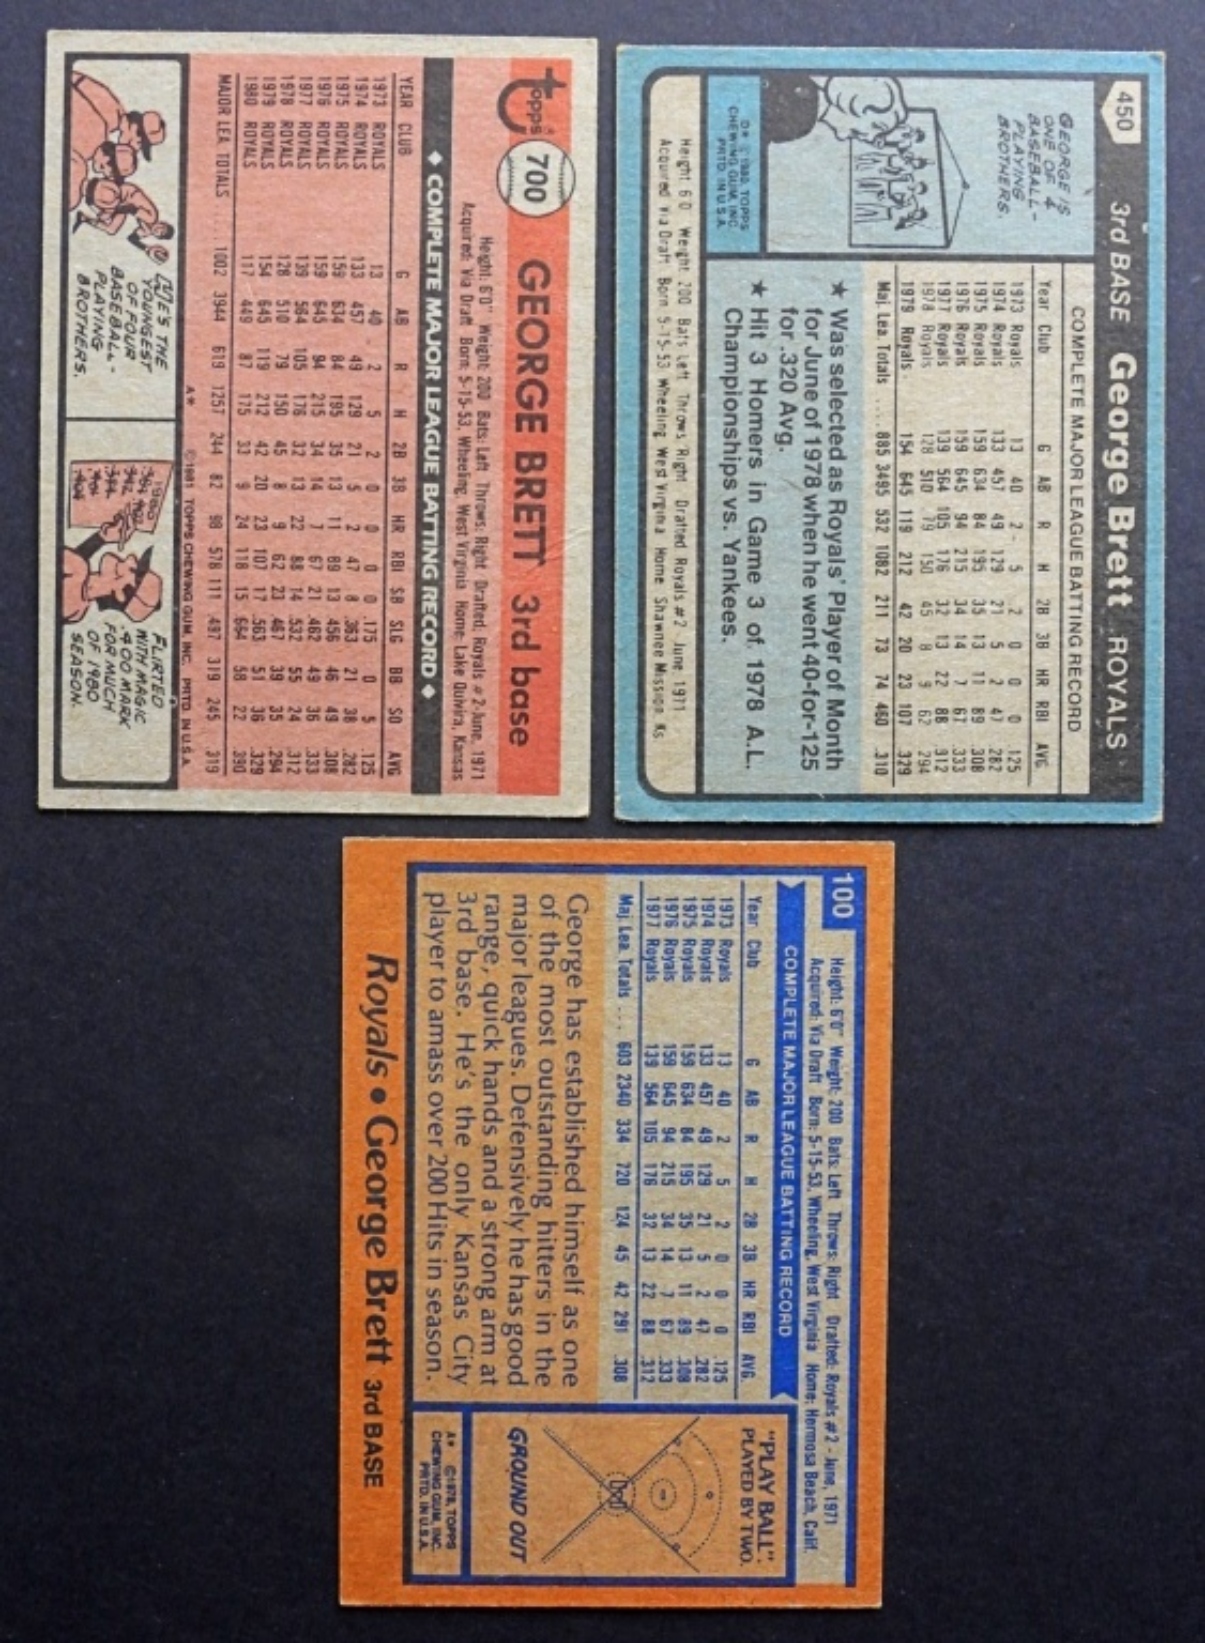 Topps 700 GEORGE BRETT 3rd base
Height: 6'0" Weight: 200 Bats: Left Throws: Right Drafted: Royals #2-June, 1971
Acquired: Via Draft Born: 5-15-53, Wheeling, West Virginia Home: Lake Quivira, Kansas
♦ COMPLETE MAJOR LEAGUE BATTING RECORD ♦
YEAR CLUB G AB R H 2B 3B HR RBI SB SLG BB SO AVG
1973 ROYALS 13 40 2 5 2 0 0 0 0 .175 0 5 .125
1974 ROYALS 133 457 49 129 21 5 2 47 8 .363 21 38 .282
1975 ROYALS 159 634 84 195 35 13 11 89 13 .456 46 49 .308
1976 ROYALS 159 645 94 215 34 14 7 67 21 .462 49 36 .333
1977 ROYALS 139 564 105 176 32 13 22 88 14 .532 55 24 .312
1978 ROYALS 128 510 79 150 45 8 9 62 23 .467 39 35 .294
1979 ROYALS 154 645 119 212 42 20 23 107 17 .563 51 36 .329
1980 ROYALS 117 449 87 175 33 9 24 118 15 .664 58 22 .390
MAJOR LEA. TOTALS .... 1002 3944 619 1257 244 82 98 578 111 .497 319 245 .319
A* ©1981 TOPPS CHEWING GUM, INC. PRTD. IN U.S.A.
HE'S THE
YOUNGEST
OF FOUR
BASEBALL-
PLAYING
BROTHERS.
1980
FLIRTED
WITH MAGIC
.400 MARK
FOR MUCH
OF 1980
SEASON.
450 3rd BASE George Brett ROYALS
GEORGE IS
ONE OF 4
BASEBALL-
PLAYING
BROTHERS.
D* © 1980 TOPPS
CHEWING GUM, INC.
PRTD. IN U.S.A.
COMPLETE MAJOR LEAGUE BATTING RECORD
Year Club G AB R H 2B 3B HR RBI AVG.
1973 Royals 13 40 2 5 2 0 0 0 .125
1974 Royals 133 457 49 129 21 5 2 47 .282
1975 Royals 159 634 84 195 35 13 11 89 .308
1976 Royals 159 645 94 215 34 14 7 67 .333
1977 Royals 139 564 105 176 32 13 22 88 .312
1978 Royals 128 510 79 150 45 8 9 62 .294
1979 Royals 154 645 119 212 42 20 23 107 .329
Maj. Lea. Totals .... 885 3495 532 1082 211 73 74 460 .310
★ Was selected as Royals' Player of Month
for June of 1978 when he went 40-for-125
for .320 Avg.
★ Hit 3 Homers in Game 3 of 1978 A.L.
Championships vs. Yankees.
Height 6'0 Weight 200 Bats Left Throws Right Drafted Royals #2 June 1971
Acquired Via Draft Born 5-15-53 Wheeling West Virginia Home Shawnee Mission Ks.
100
Height: 6'0" Weight: 200 Bats: Left Throws: Right Drafted: Royals #2 - June, 1971
Acquired: Via Draft Born: 5-15-53, Wheeling, West Virginia Home: Hermosa Beach, Calif.
COMPLETE MAJOR LEAGUE BATTING RECORD
Year Club G AB R H 2B 3B HR RBI AVG.
1973 Royals 13 40 2 5 2 0 0 0 .125
1974 Royals 133 457 49 129 21 5 2 47 .282
1975 Royals 159 634 84 195 35 13 11 89 .308
1976 Royals 159 645 94 215 34 14 7 67 .333
1977 Royals 139 564 105 176 32 13 22 88 .312
Maj. Lea. Totals ... 603 2340 334 720 124 45 42 291 .308
George has established himself as one
of the most outstanding hitters in the
major leagues. Defensively he has good
range, quick hands and a strong arm at
3rd base. He's the only Kansas City
player to amass over 200 Hits in season.
"PLAY BALL"
PLAYED BY TWO.
GROUND OUT
A* ©1978, TOPPS
CHEWING GUM, INC.
PRTD. IN U.S.A.
Royals • George Brett 3rd BASE